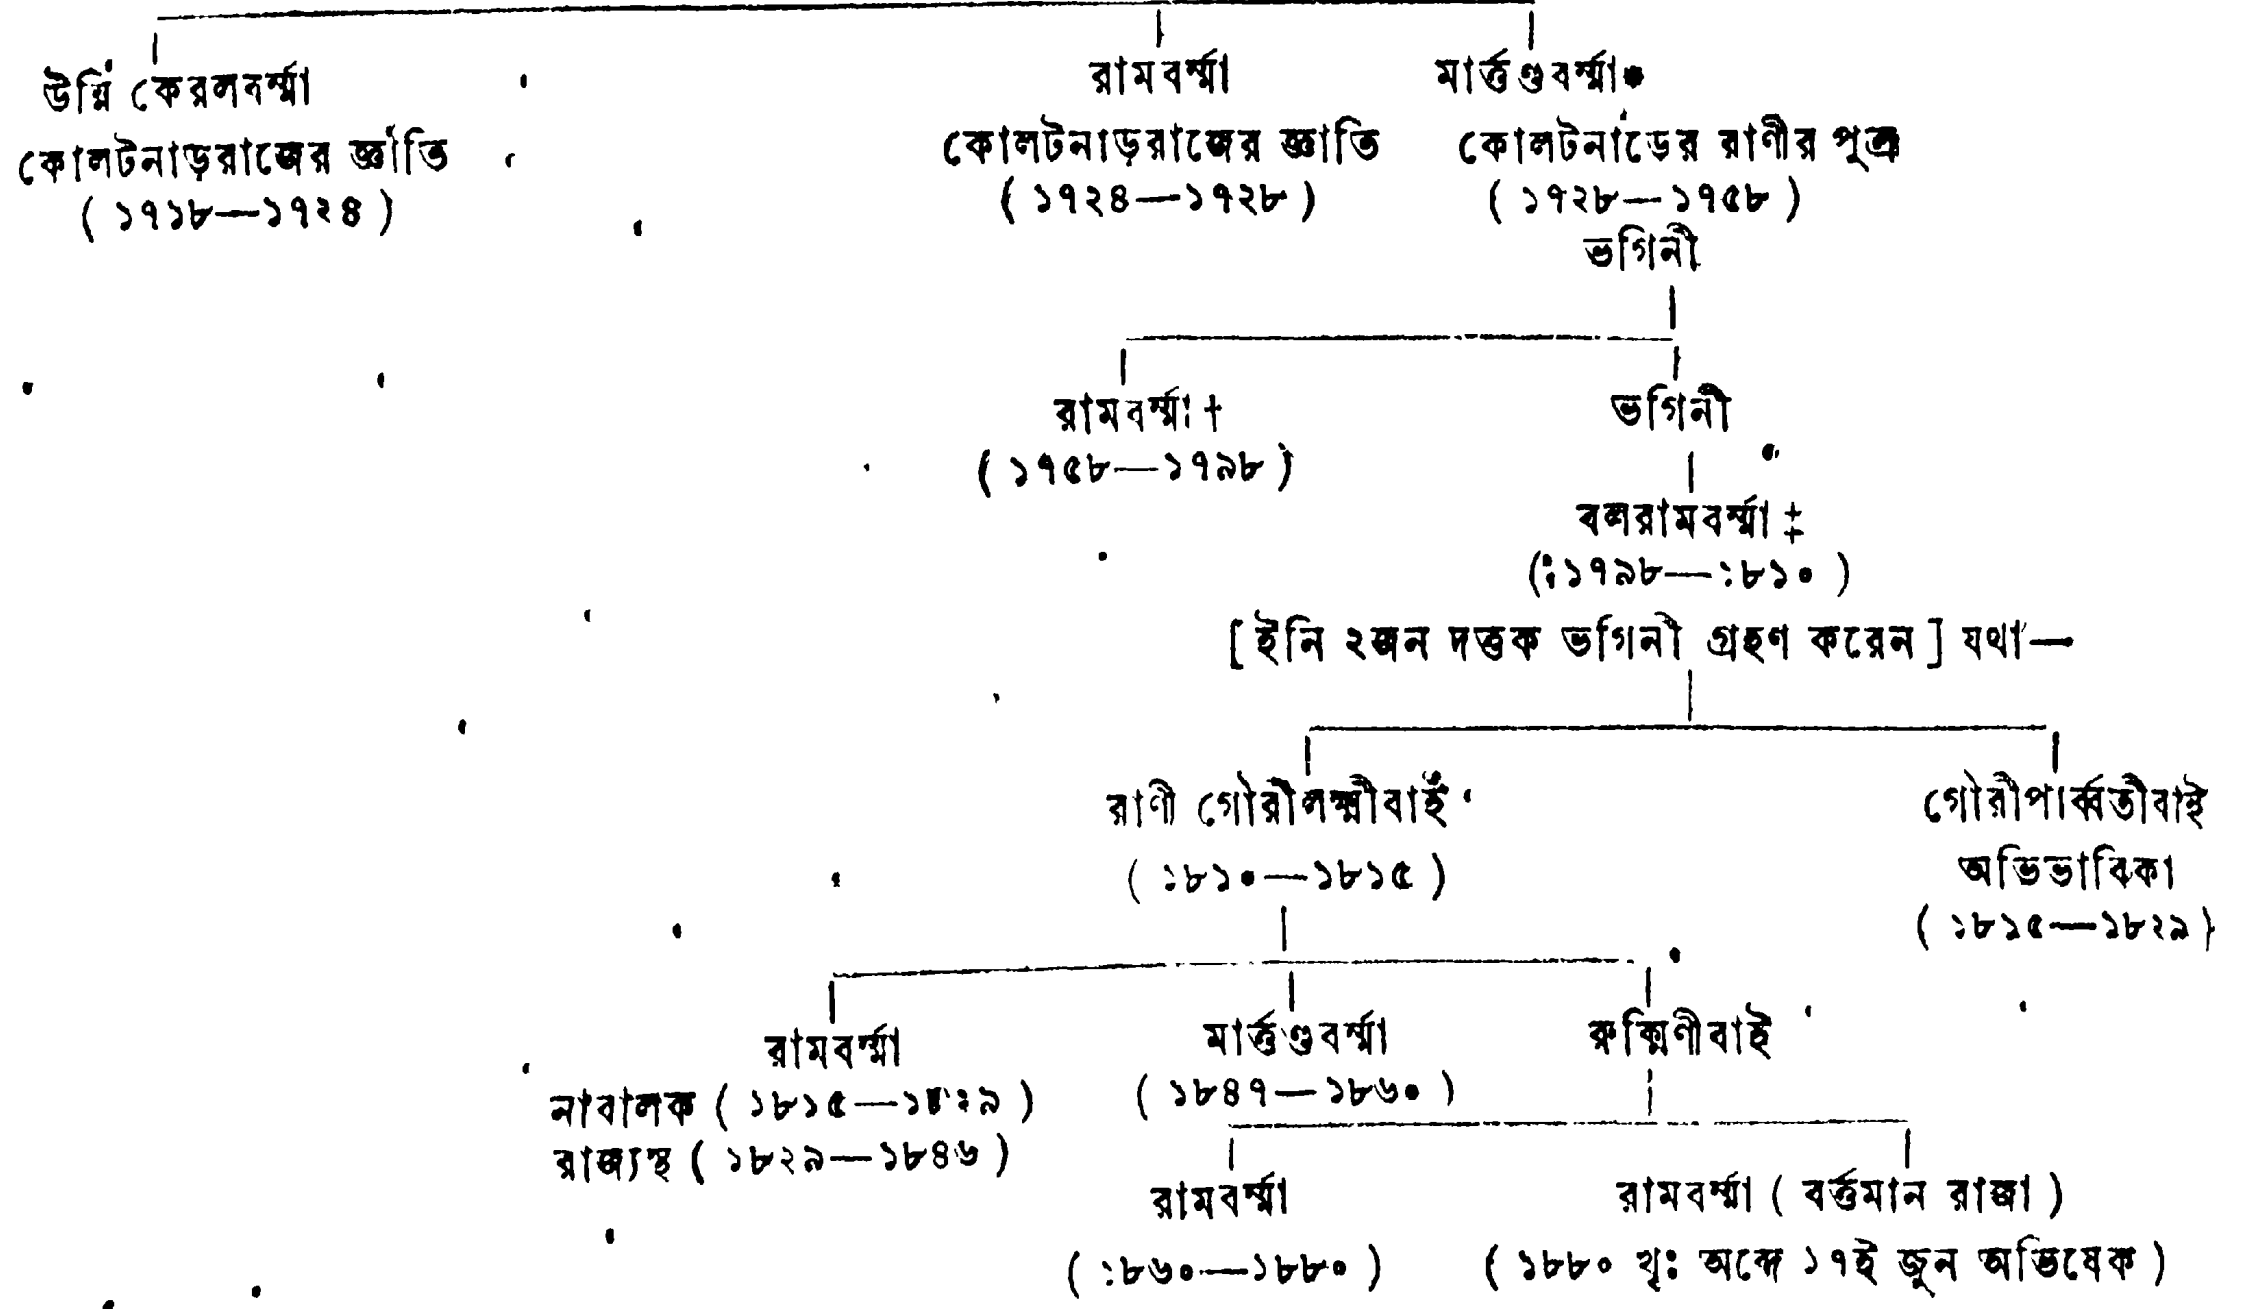 উন্নি কেরলবর্ম্মা
কোলটনাড়রাজের জ্ঞাতি
( ১৭১৮—১৭২৪ )
রামবর্ম্মা
কোলটনাড়রাজের জ্ঞাতি
( ১৭২৪—১৭২৮ )
মার্ত্তণ্ডবর্ম্মা*
কোলটনাড়ের রাণীর পুত্র
( ১৭২৮—১৭৫৮ )
ভগিনী
রামবর্ম্মা †
( ১৭৫৮—১৭৯৮ )
ভগিনী
বলরামবর্ম্মা ‡
( ১৭৯৮—১৮১০ )
[ ইনি ২জন দত্তক ভগিনী গ্রহণ করেন ] যথা—
রাণী গৌরীলক্ষ্মীবাই
( ১৮১০—১৮১৫ )
গৌরীপার্ব্বতীবাই
অভিভাবিকা
( ১৮১৫—১৮২৯ )
রামবর্ম্মা
নাবালক ( ১৮১৫—১৮২৯ )
রাজ্যস্থ ( ১৮২৯—১৮৪৬ )
মার্ত্তণ্ডবর্ম্মা
( ১৮৪৭—১৮৬০ )
রুক্মিণীবাই
রামবর্ম্মা
( ১৮৬০—১৮৮০ )
রামবর্ম্মা ( বর্ত্তমান রাজা )
( ১৮৮০ খৃঃ অব্দে ১৭ই জুন অভিষেক )